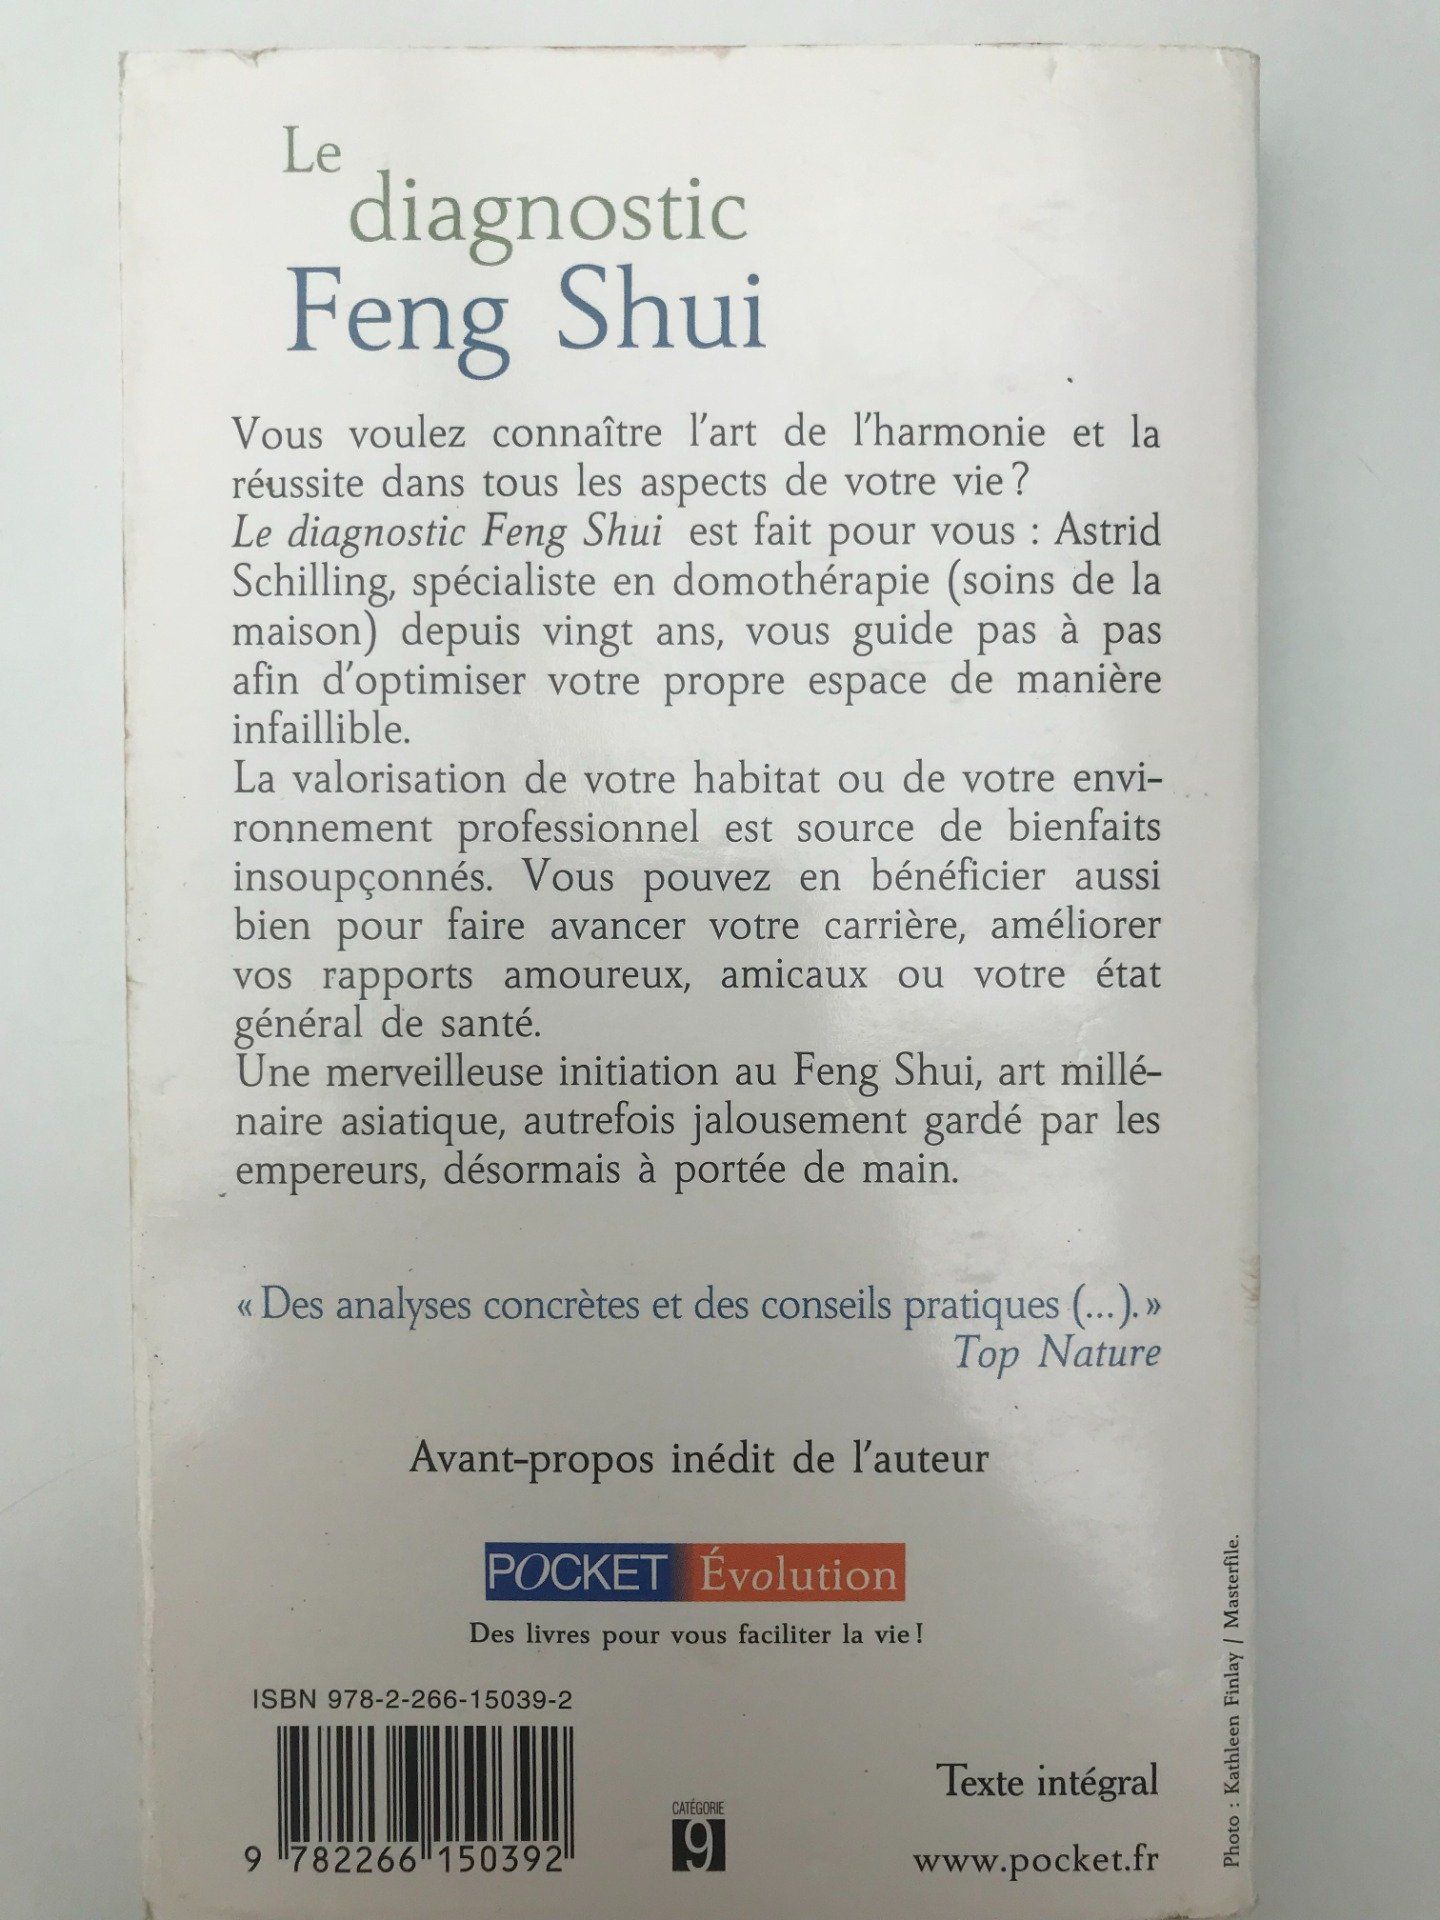 Le
diagnostic
Feng Shui
Vous voulez connaître l'art de l'harmonie et la
réussite dans tous les aspects de votre vie ?
Le diagnostic Feng Shui est fait pour vous : Astrid
Schilling, spécialiste en domothérapie (soins de la
maison) depuis vingt ans, vous guide pas à pas
afin d'optimiser votre propre espace de manière
infaillible.
La valorisation de votre habitat ou de votre envi-
ronnement professionnel est source de bienfaits
insoupçonnés. Vous pouvez en bénéficier aussi
bien pour faire avancer votre carrière, améliorer
vos rapports amoureux, amicaux ou votre état
général de santé.
Une merveilleuse initiation au Feng Shui, art millé-
naire asiatique, autrefois jalousement gardé par les
empereurs, désormais à portée de main.
« Des analyses concrètes et des conseils pratiques (...). »
Top Nature
Avant-propos inédit de l'auteur
POCKET Évolution
Des livres pour vous faciliter la vie !
ISBN 978-2-266-15039-2
9 782266 150392
CATÉGORIE
9
Texte intégral
www.pocket.fr
Photo : Kathleen Finlay / Masterfile.